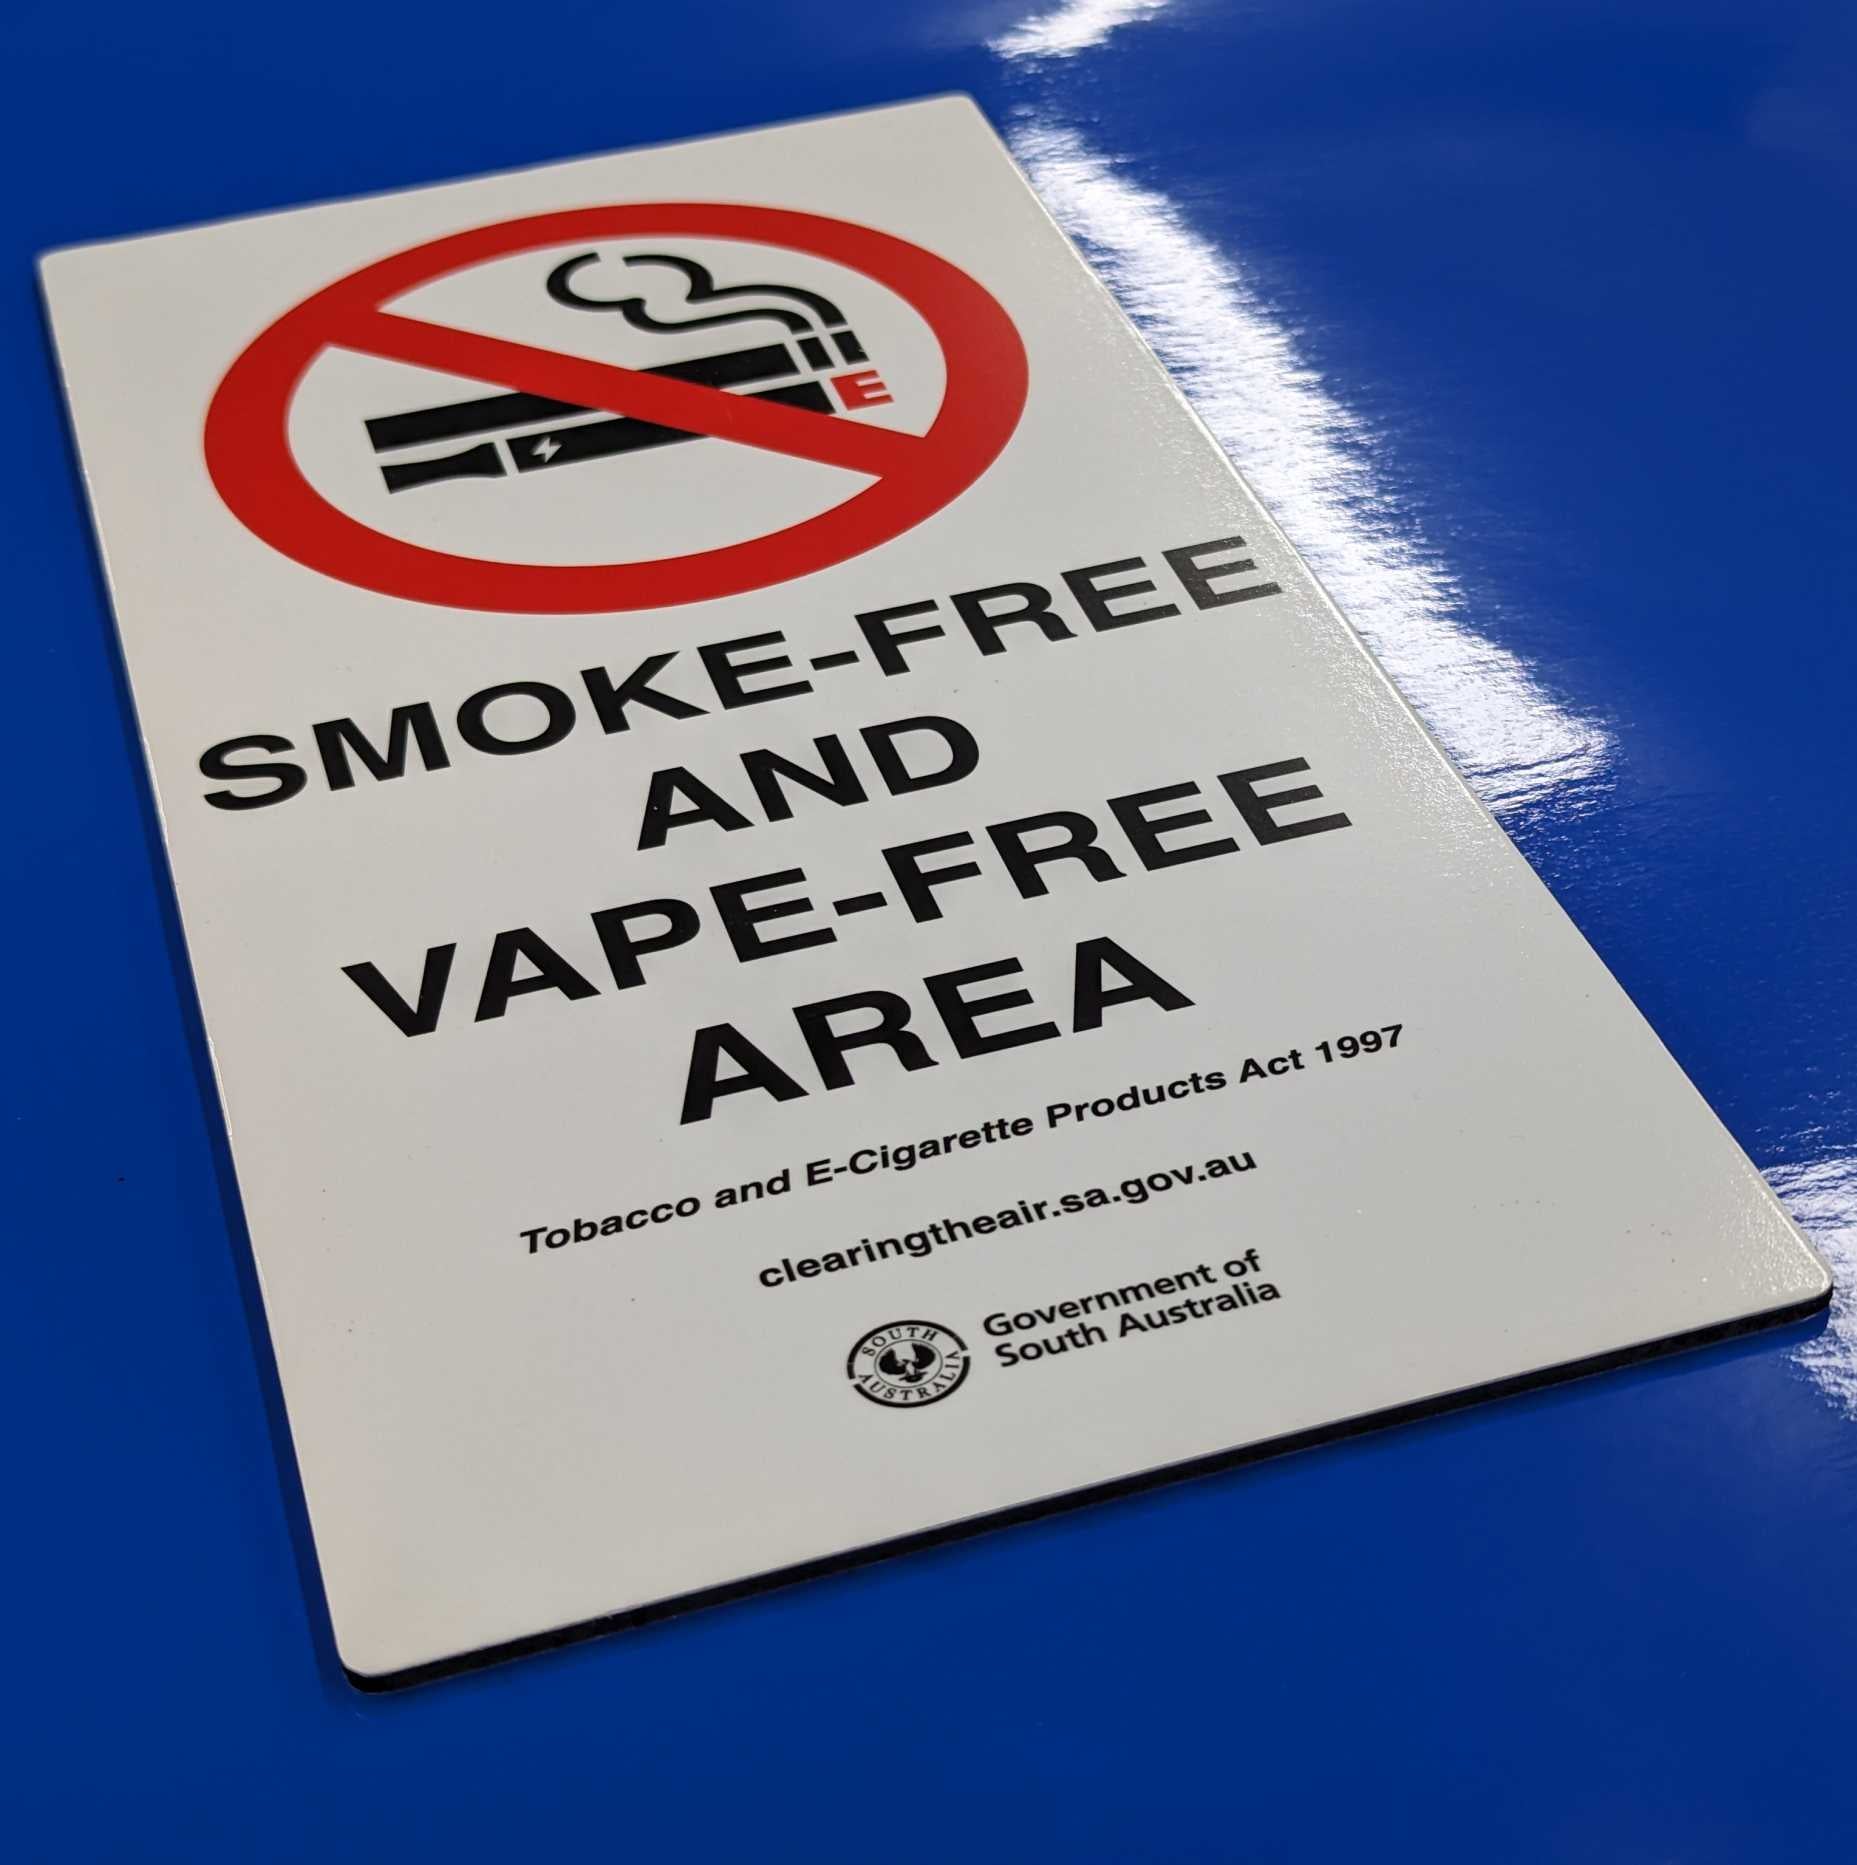 E
SMOKE-FREE
AND
VAPE-FREE
AREA
Tobacco and E-Cigarette Products Act 1997
clearingtheair.sa.gov.au
SOUTH
AUSTRALIA
Government of
South Australia